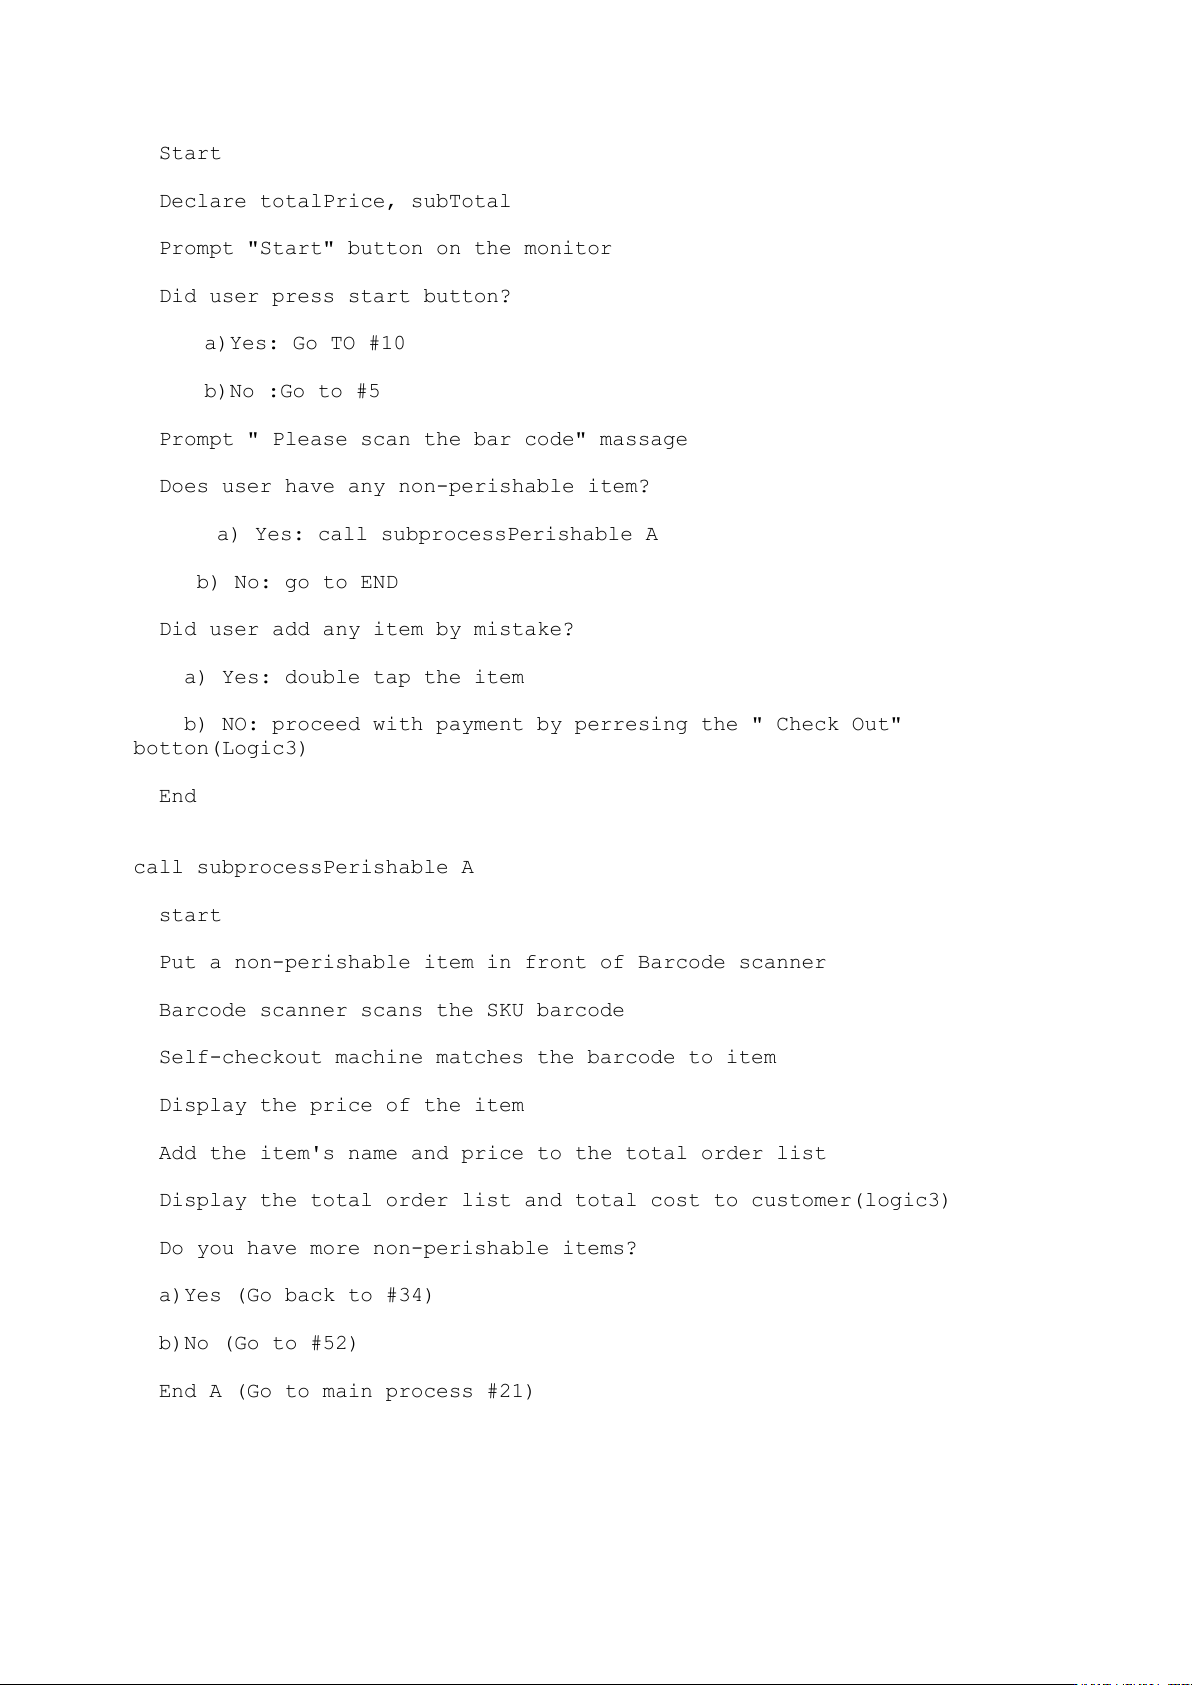 Start
Declare totalPrice, subTotal
Prompt "Start" button on the monitor
Did user press start button?
a)Yes: Go TO #10
b)No :Go to #5
Prompt " Please scan the bar code" massage
Does user have any non-perishable item?
a) Yes: call subprocessPerishable A
b) No: go to END
Did user add any item by mistake?
a) Yes: double tap the item
b) NO: proceed with payment by perresing the " Check Out"
botton(Logic3)
End
call subprocessPerishable A
start
Put a non-perishable item in front of Barcode scanner
Barcode scanner scans the SKU barcode
Self-checkout machine matches the barcode to item
Display the price of the item
Add the item's name and price to the total order list
Display the total order list and total cost to customer(logic3)
Do you have more non-perishable items?
a)Yes (Go back to #34)
b)No (Go to #52)
End A (Go to main process #21)